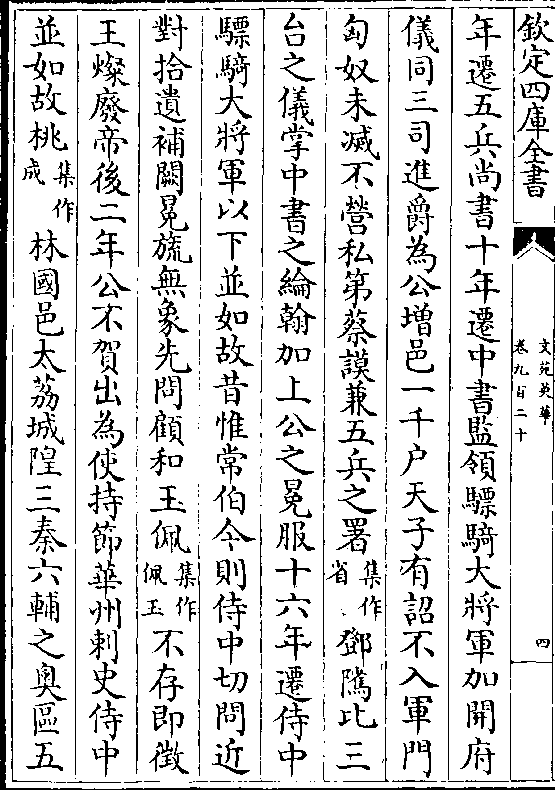 欽定四庫全書
文苑英華
卷九百二十
四
年遷五兵尚書十年遷中書監領驃騎大將軍加開府
儀同三司進爵為公增邑一千户天子有詔不入軍門
匈奴未滅不營私第蔡謨兼五兵之署集作省鄧隲比三
台之儀掌中書之綸翰加上公之冕服十六年遷侍中
驃騎大將軍以下並如故昔惟常伯今則侍中切問近
對拾遺補闕冕旒無象先問顧和玉佩集作佩玉不存即徴
王燦廢帝後二年公不賀出為使持節華州刺史侍中
並如故桃集作成林國邑太荔城隍三秦六輔之奥區五